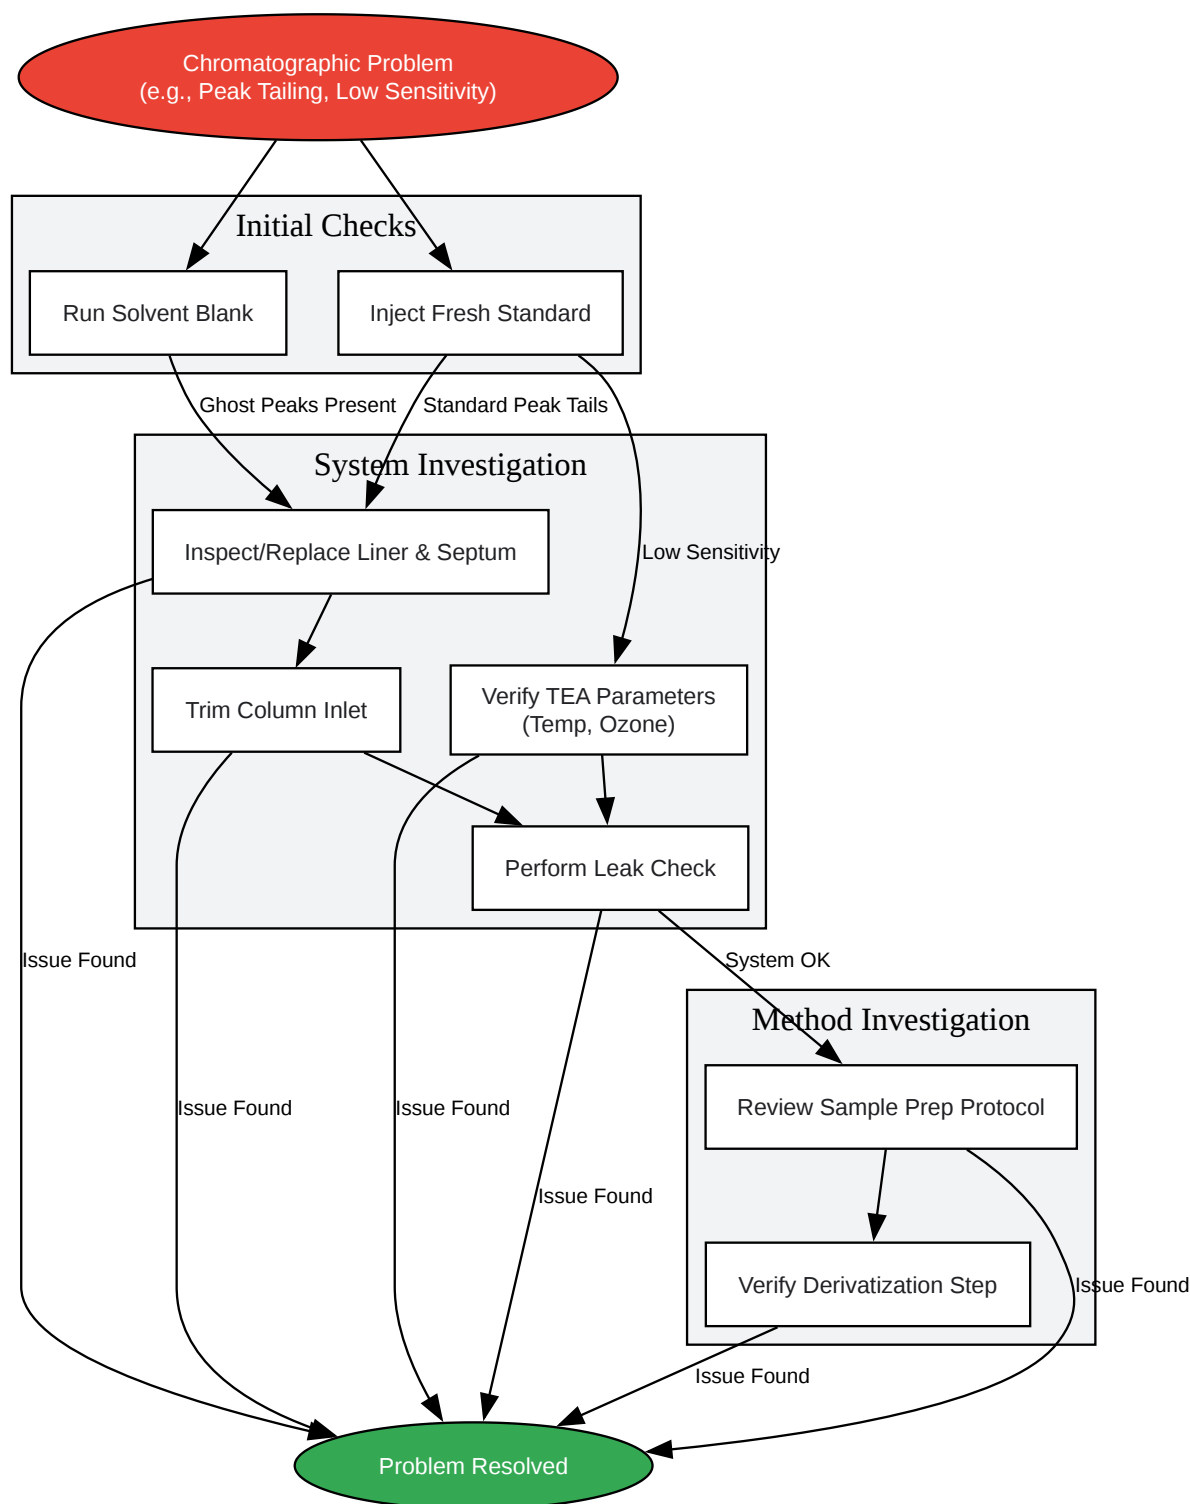 Chromatographic Problem
(e.g., Peak Tailing, Low Sensitivity)
Initial Checks
Run Solvent Blank
Inject Fresh Standard
Ghost Peaks Present
Standard Peak Tails
System Investigation
Inspect/Replace Liner & Septum
Low Sensitivity
Trim Column Inlet
Verify TEA Parameters
(Temp, Ozone)
Perform Leak Check
Issue Found
System OK
Method Investigation
Review Sample Prep Protocol
Issue Found
Issue Found
Issue Found
Verify Derivatization Step
Issue Found
Issue Found
Problem Resolved